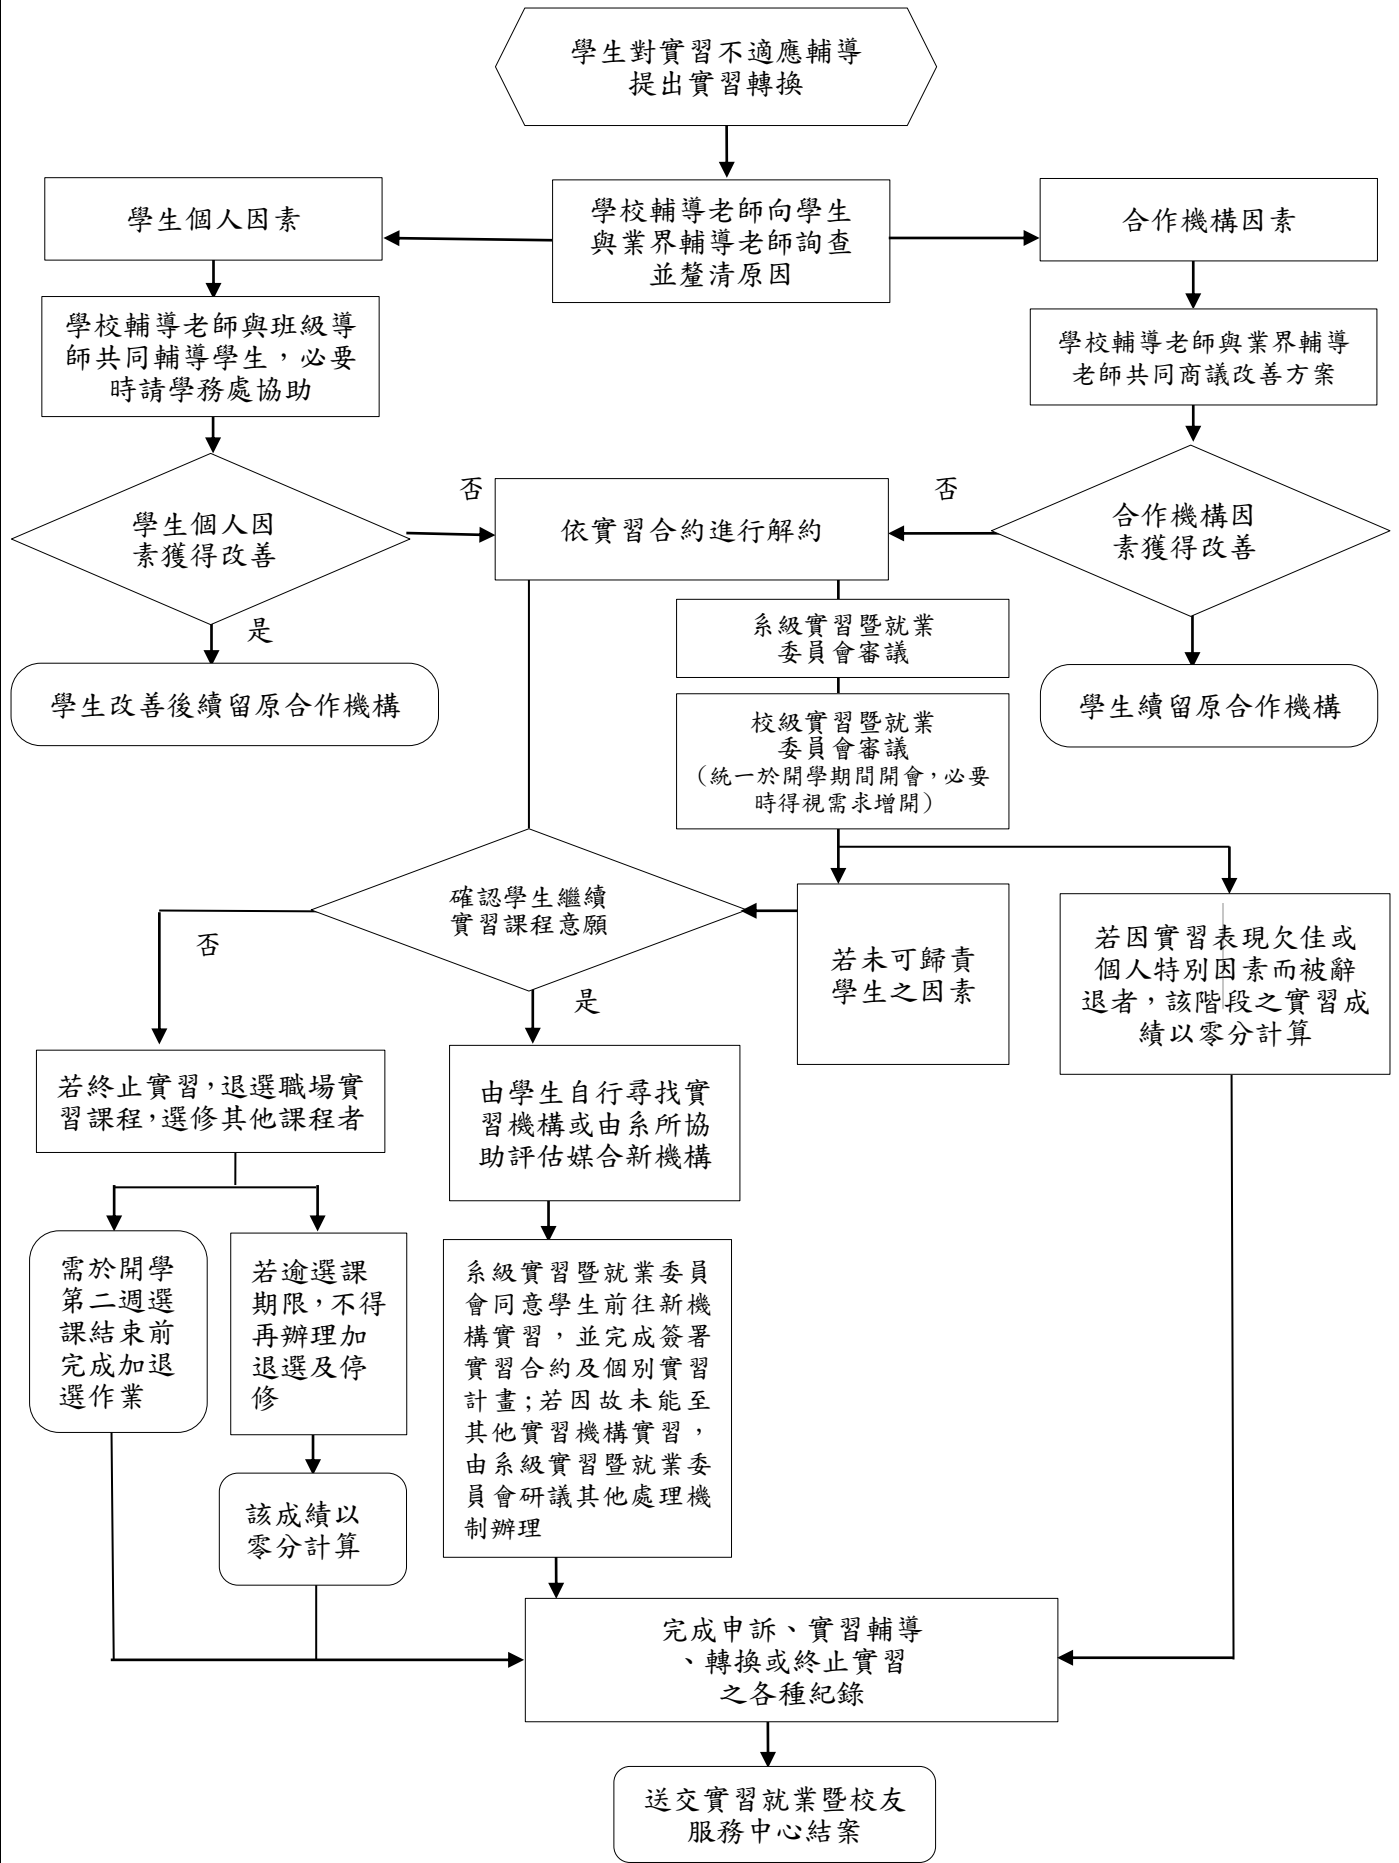 學生對實習不適應輔導
提出實習轉換
學生個人因素
學校輔導老師向學生
與業界輔導老師詢查
並釐清原因
合作機構因素
學校輔導老師與班級導
師共同輔導學生，必要
時請學務處協助
學校輔導老師與業界輔導
老師共同商議改善方案
學生個人因
素獲得改善
否
依實習合約進行解約
否
合作機構因
素獲得改善
是
學生改善後續留原合作機構
系級實習暨就業
委員會審議
學生續留原合作機構
校級實習暨就業
委員會審議
（統一於開學期間開會，必要
時得視需求增開）
確認學生繼續
實習課程意願
否
是
若未可歸責
學生之因素
若因實習表現欠佳或
個人特別因素而被辭
退者，該階段之實習成
績以零分計算
若終止實習，退選職場實
習課程，選修其他課程者
由學生自行尋找實
習機構或由系所協
助評估媒合新機構
需於開學
第二週選
課結束前
完成加退
選作業
若逾選課
期限，不得
再辦理加
退選及停
修
系級實習暨就業委員
會同意學生前往新機
構實習，並完成簽署
實習合約及個別實習
計畫；若因故未能至
其他實習機構實習，
由系級實習暨就業委
員會研議其他處理機
制辦理
該成績以
零分計算
完成申訴、實習輔導
、轉換或終止實習
之各種紀錄
送交實習就業暨校友
服務中心結案